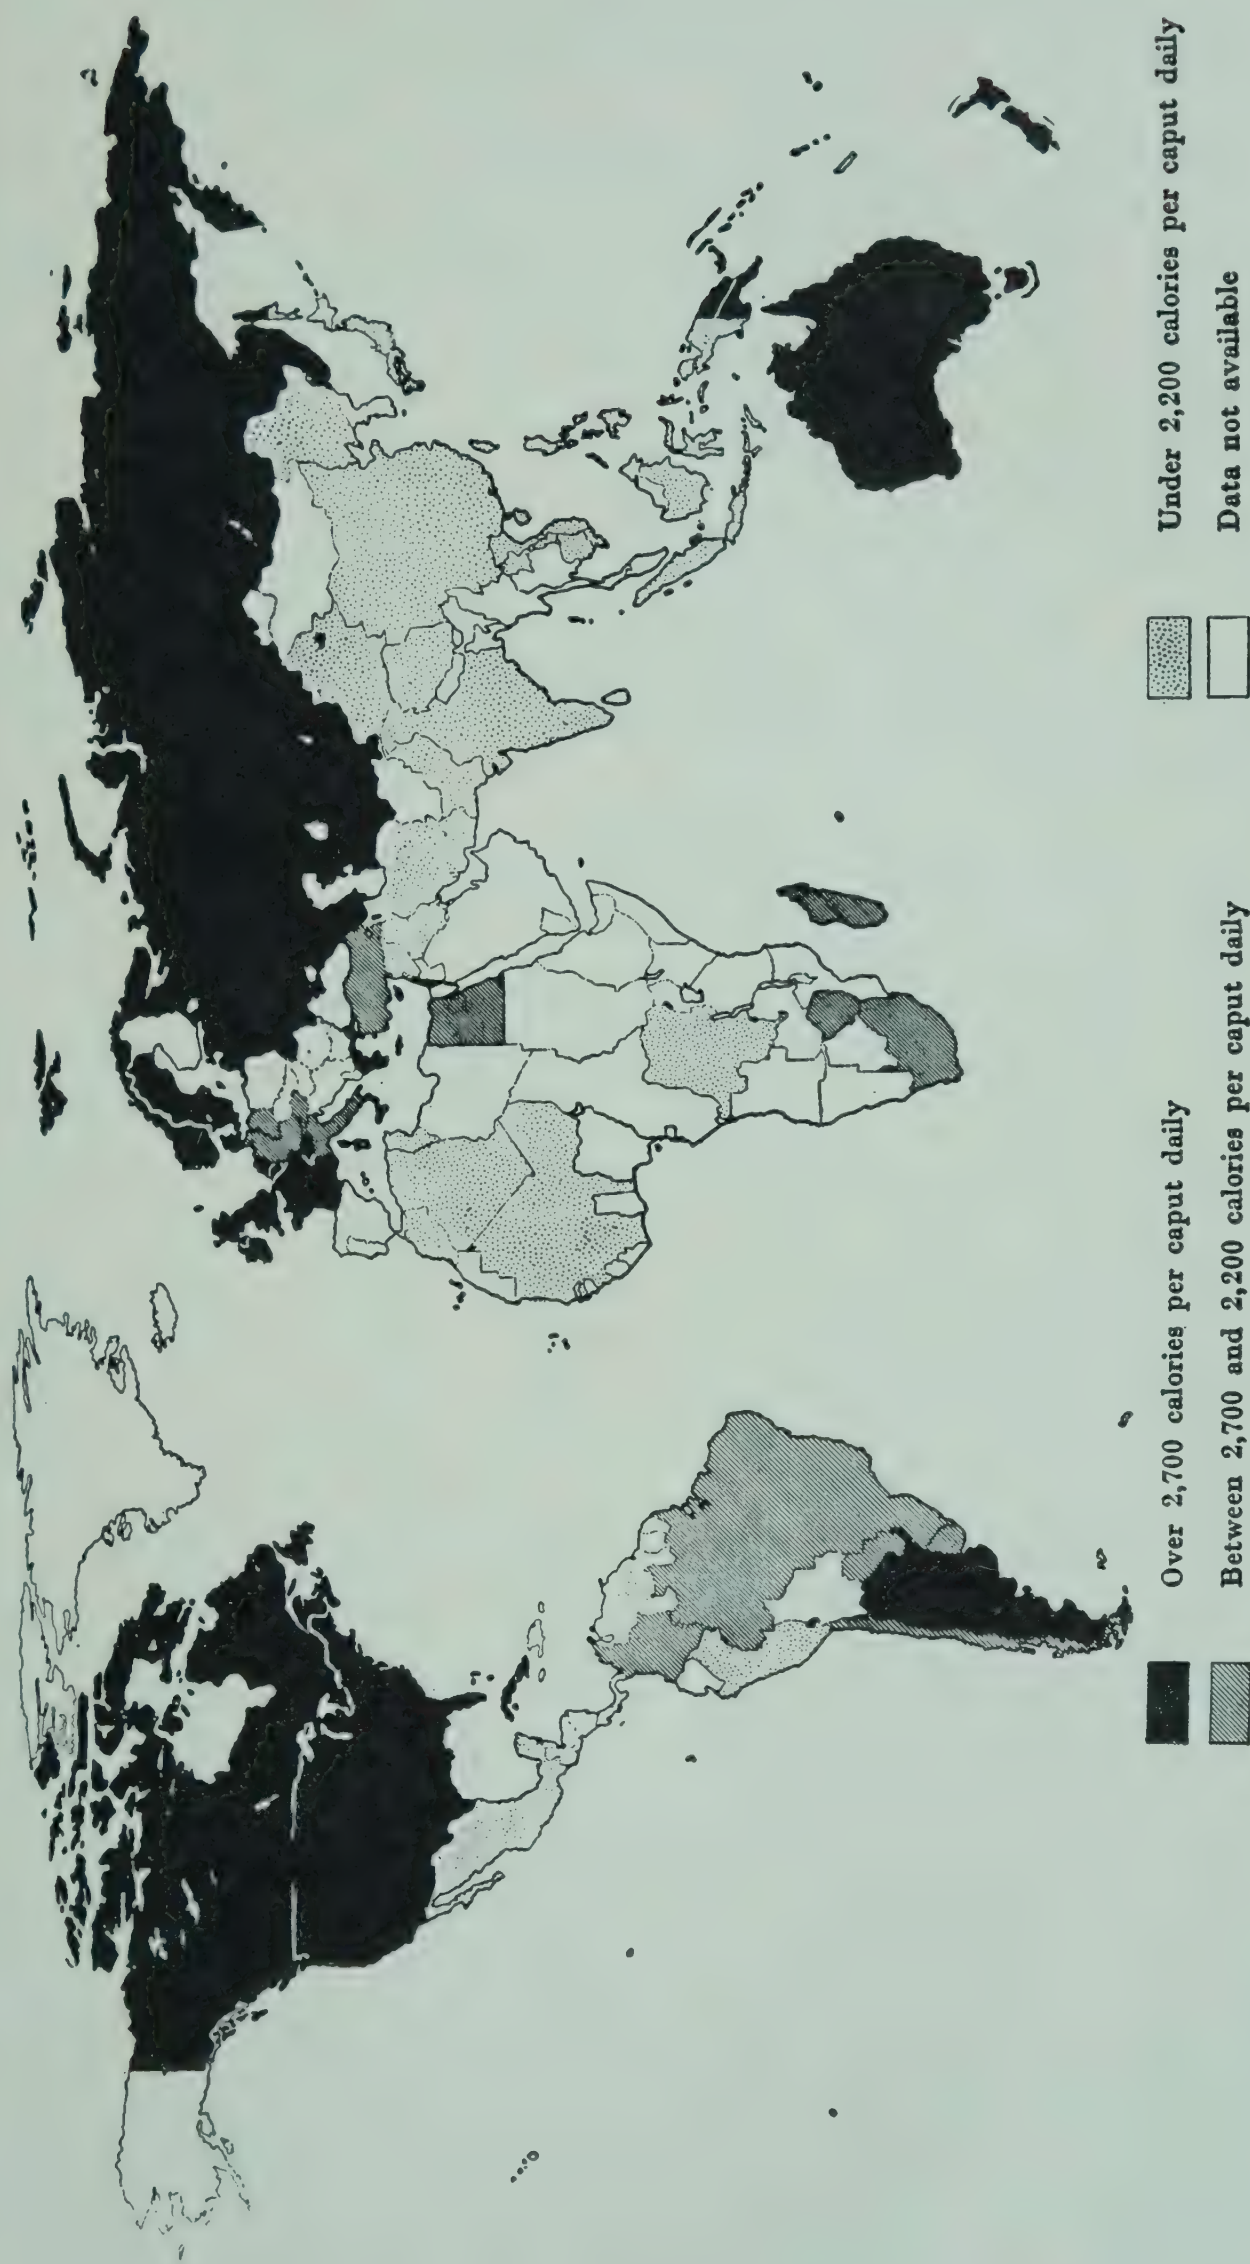 Over 2,700 calories per caput daily
Between 2,700 and 2,200 calories per caput daily
Under 2,200 calories per caput daily
Data not available